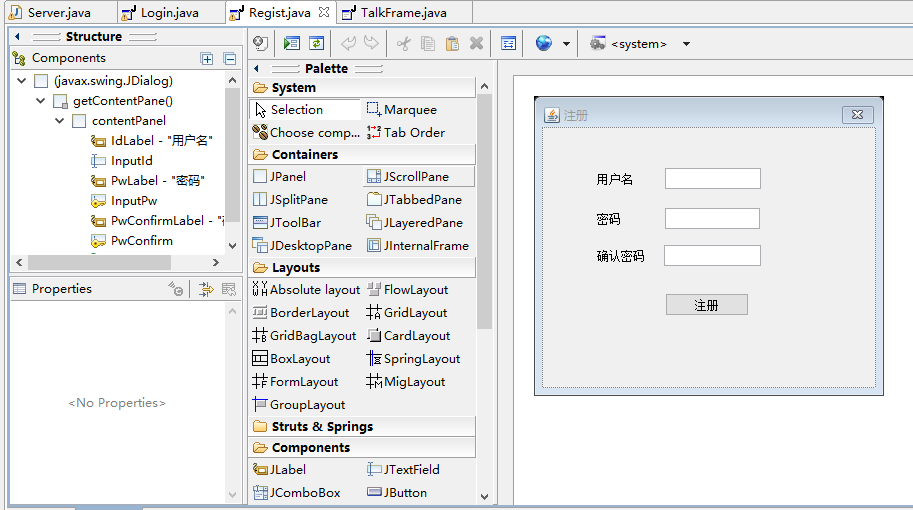 Server.java Login.java Regist.java TalkFrame.java
Structure
Components
(javax.swing.JDialog)
getContentPane()
contentPanel
IdLabel - "用户名"
InputId
PwLabel - "密码"
InputPw
PwConfirmLabel - "
PwConfirm
Properties
<No Properties>
<system>
Palette
System
Selection Marquee
Choose comp... Tab Order
Containers
JPanel JScrollPane
JSplitPane JTabbedPane
JToolBar JLayeredPane
JDesktopPane JInternalFrame
Layouts
Absolute layout FlowLayout
BorderLayout GridLayout
GridBagLayout CardLayout
BoxLayout SpringLayout
FormLayout MigLayout
GroupLayout
Struts & Springs
Components
JLabel JTextField
JComboBox JButton
注册
用户名
密码
确认密码
注册